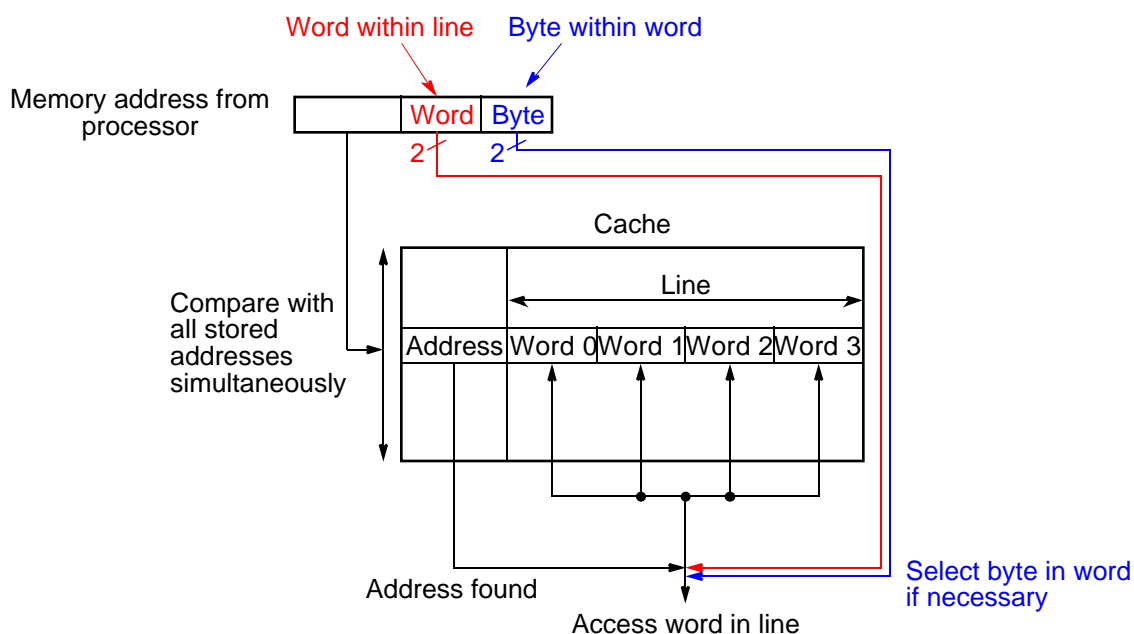 Word within line
Byte within word
Memory address from
processor
Word
Byte
2
2
Cache
Line
Compare with
all stored
addresses
simultaneously
Address
Word 0
Word 1
Word 2
Word 3
Address found
Select byte in word
if necessary
Access word in line